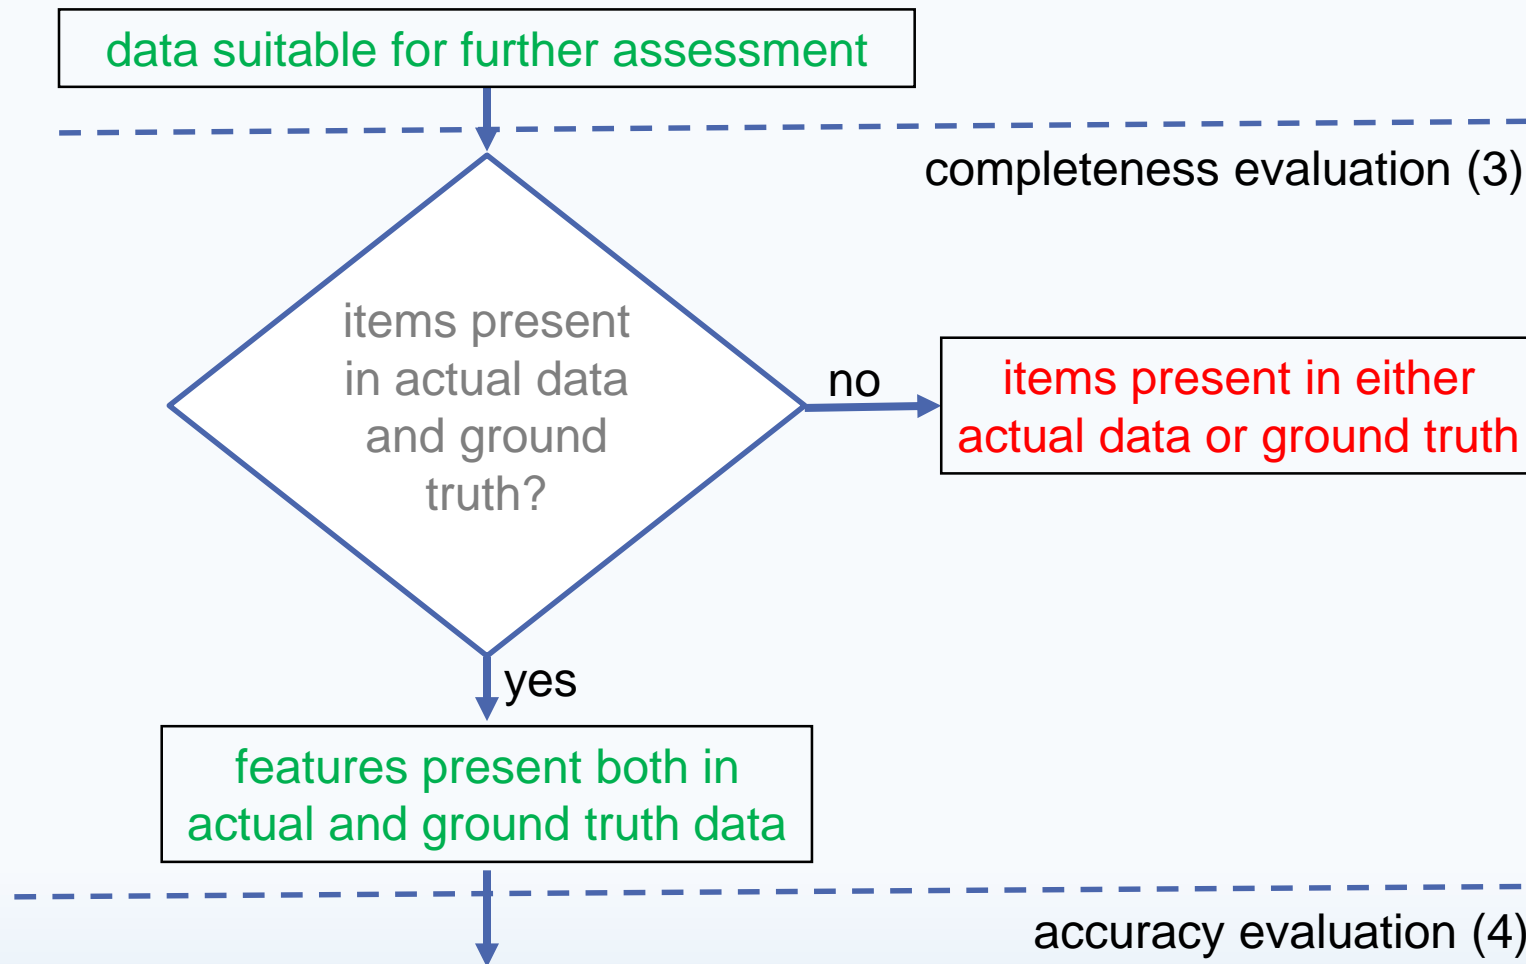 data suitable for further assessment
completeness evaluation (3)
items present
in actual data
and ground
truth?
no
items present in either
actual data or ground truth
yes
features present both in
actual and ground truth data
accuracy evaluation (4)